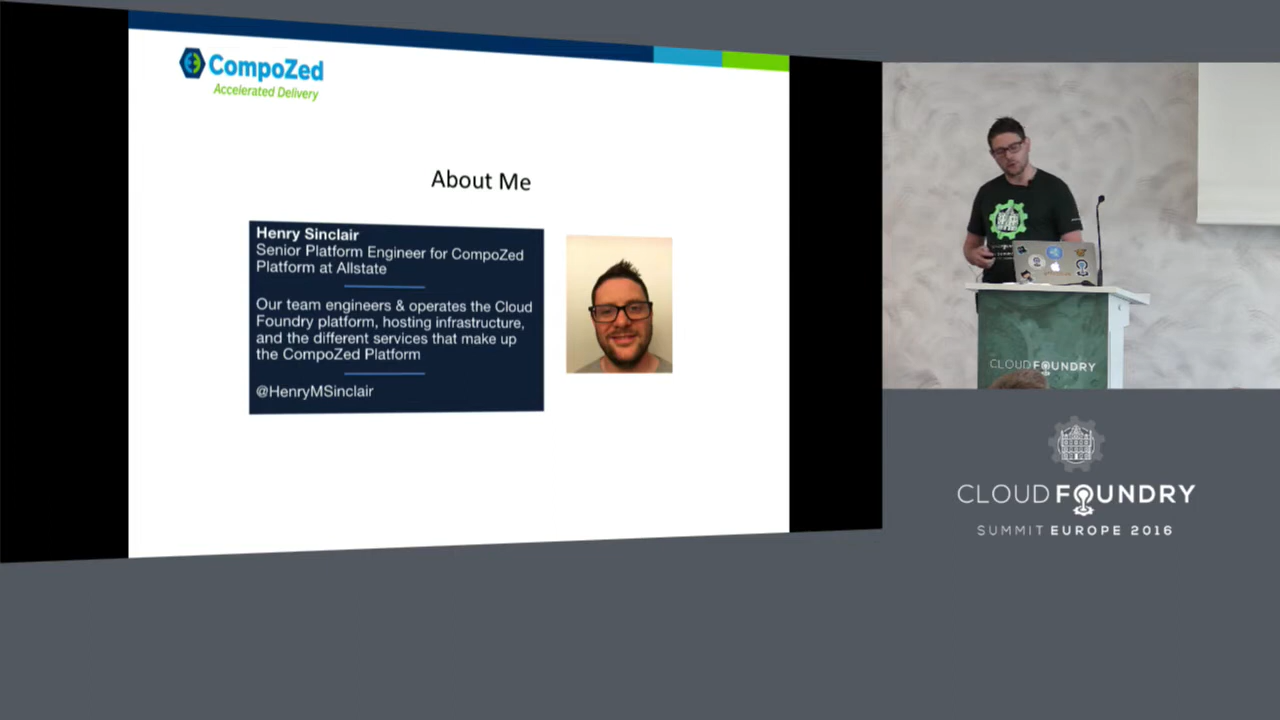 CompoZed
Accelerated Delivery
About Me
Henry Sinclair
Senior Platform Engineer for CompoZed
Platform at Allstate
Our team engineers & operates the Cloud
Foundry platform, hosting infrastructure,
and the different services that make up
the CompoZed Platform
@HenryMSinclair
CLOUD FOUNDRY
CLOUD FOUNDRY
SUMMIT EUROPE 2016